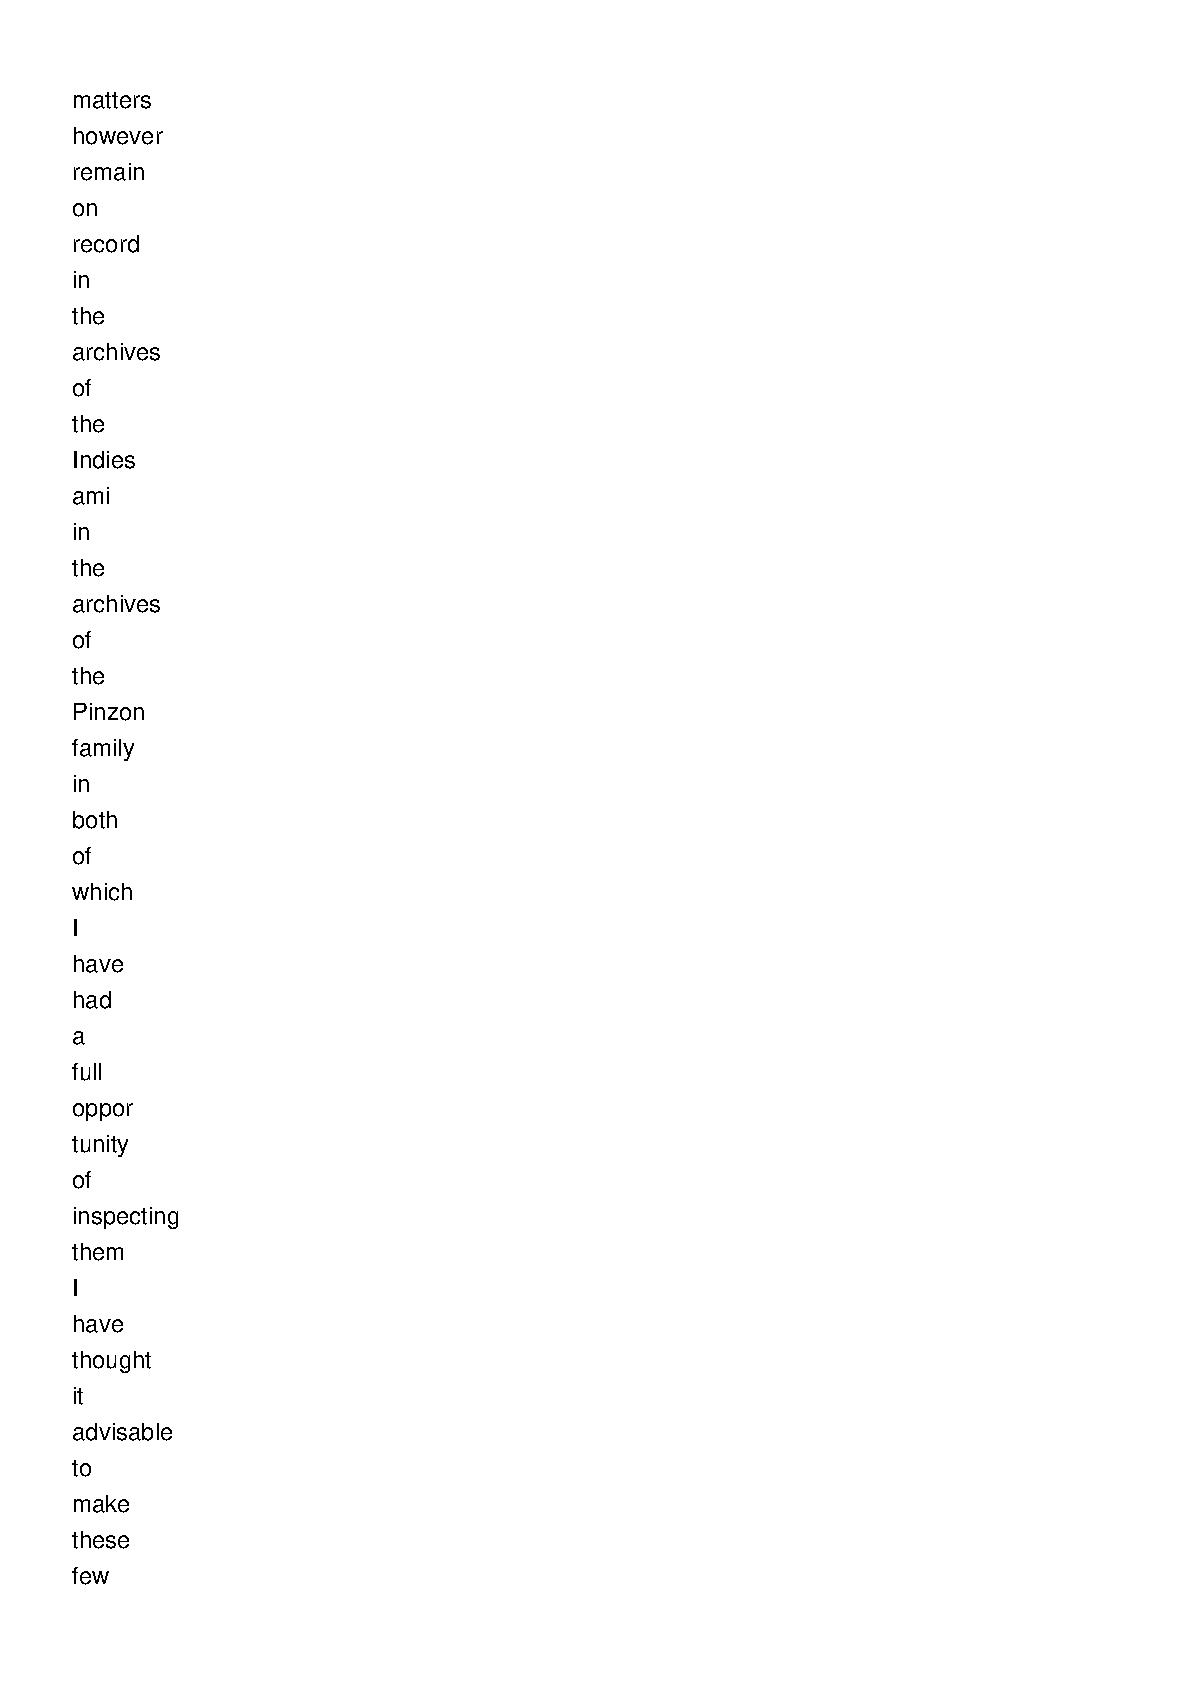 matters
however
remain
on
record
in
the
archives
of
the
Indies
ami
in
the
archives
of
the
Pinzon
family
in
both
of
which
I
have
had
a
full
oppor
tunity
of
inspecting
them
I
have
thought
it
advisable
to
make
these
few